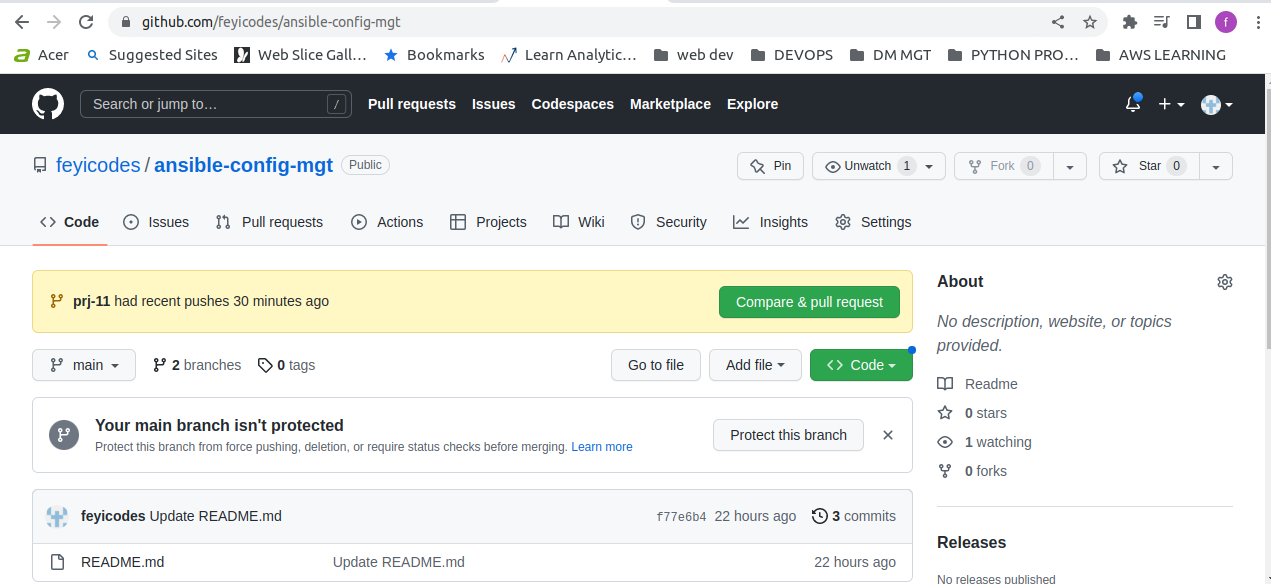 github.com/feyicodes/ansible-config-mgt
f
Acer Suggested Sites Web Slice Gall... Bookmarks Learn Analytic... web dev DEVOPS DM MGT PYTHON PRO... AWS LEARNING
Search or jump to... / Pull requests Issues Codespaces Marketplace Explore
feyicodes / ansible-config-mgt Public Pin Unwatch 1 Fork 0 Star 0
Code Issues Pull requests Actions Projects Wiki Security Insights Settings
prj-11 had recent pushes 30 minutes ago Compare & pull request
main 2 branches 0 tags Go to file Add file Code
Your main branch isn't protected
Protect this branch from force pushing, deletion, or require status checks before merging. Learn more
Protect this branch
feyicodes Update README.md f77e6b4 22 hours ago 3 commits
README.md Update README.md 22 hours ago
About
No description, website, or topics
provided.
Readme
0 stars
1 watching
0 forks
Releases
No releases published